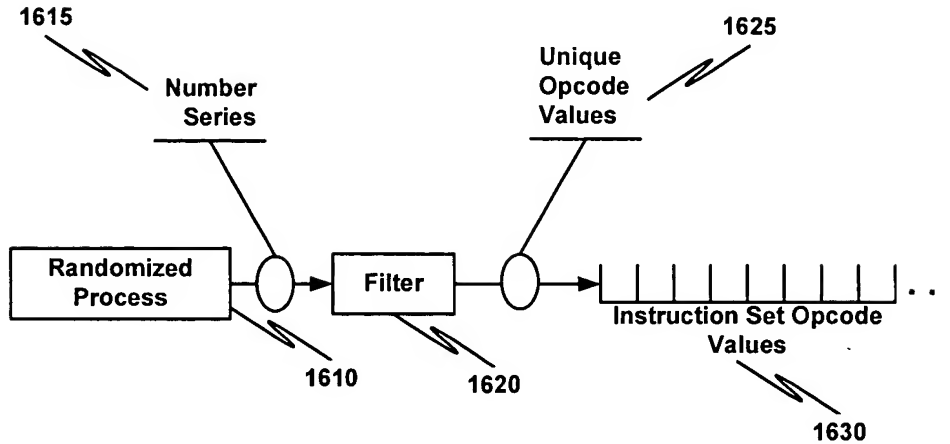 1615
1625
Number
Series
Unique
Opcode
Values
Randomized
Process
Filter
. .
Instruction Set Opcode
Values
1610
1620
1630